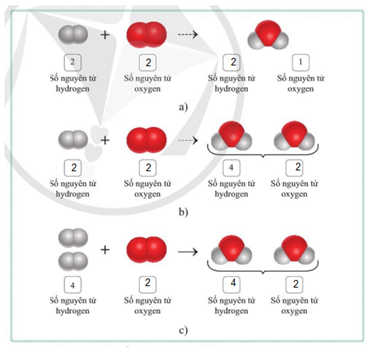 +
2 2 2 1
Số nguyên tử Số nguyên tử Số nguyên tử Số nguyên tử
hydrogen oxygen hydrogen oxygen
a)
+
2 2 4 2
Số nguyên tử Số nguyên tử Số nguyên tử Số nguyên tử
hydrogen oxygen hydrogen oxygen
b)
+
4 2 4 2
Số nguyên tử Số nguyên tử Số nguyên tử Số nguyên tử
hydrogen oxygen hydrogen oxygen
c)